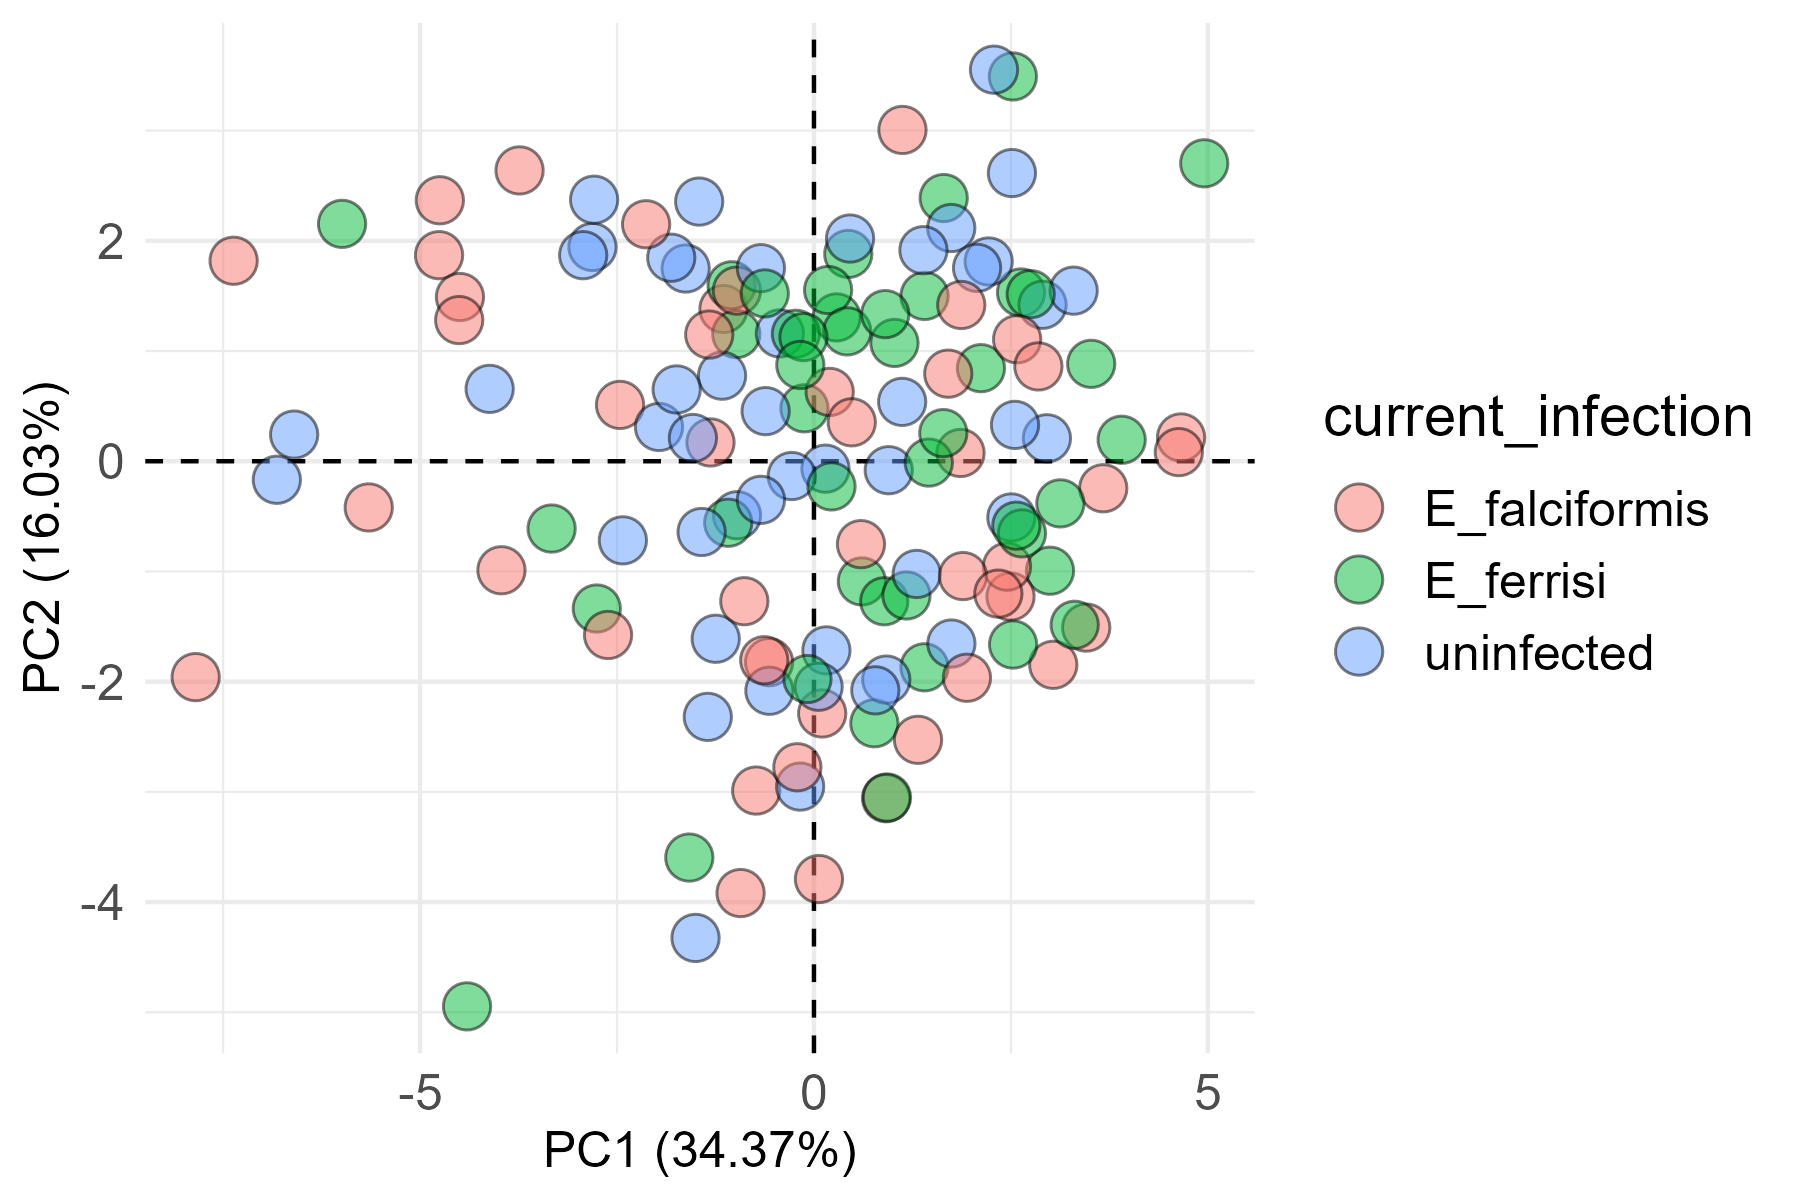 2
0
-2
-4
PC2 (16.03%)
-5
0
5
PC1 (34.37%)
current_infection
E_falciformis
E_ferrisi
uninfected